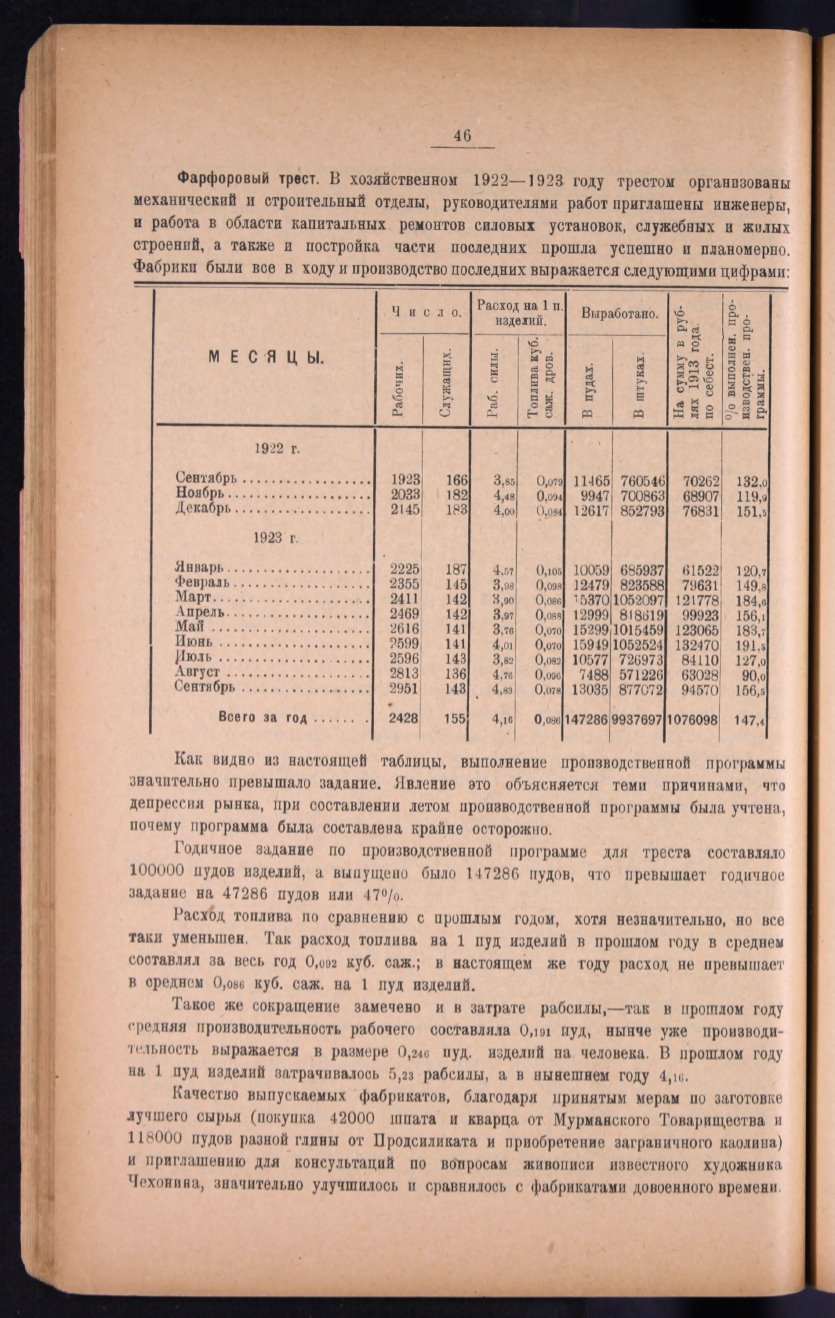 46
Фарфоровый трест. В хозяйственном 1922—1923 году трестом организованы
механический и строительный отделы, руководителями работ приглашены инженеры,
и работа в области капитальных ремонтов силовых установок, служебных и жилых
строений, а также и постройка части последних прошла успешно и планомерно.
Фабрики были все в ходу и производство последних выражается следующими цифрами:
МЕСЯЦЫ. Число. Расход на 1 п. изделий. Выработано. На сумму в рублях 1913 года по себест. % выполнен. производствен. программы.
Рабочих. Служащих. Раб. силы. Топлива куб. саж. дров. В пудах. В штуках.
1922 г.
Сентябрь .................. 1923 166 3,85 0,079 11465 760546 70262 132,0
Ноябрь .................... 2033 182 4,48 0,094 9947 700863 68907 119,9
Декабрь ................... 2145 183 4,00 0,084 12617 852793 76831 151,5
1923 г.
Январь .................... 2225 187 4,57 0,105 10059 685937 61522 120,7
Февраль ................... 2355 145 3,98 0,098 12479 823588 79631 149,8
Март ...................... 2411 142 3,90 0,086 15370 1052097 121778 184,6
Апрель .................... 2469 142 3,97 0,088 12999 818619 99923 156,1
Май ....................... 2616 141 3,76 0,070 15299 1015459 123065 183,7
Июнь ...................... 2599 141 4,01 0,070 15949 1052524 132470 191,5
Июль ...................... 2596 143 3,82 0,082 10577 726973 84110 127,0
Август .................... 2813 136 4,76 0,096 7488 571226 63028 90,0
Сентябрь .................. 2951 143 4,83 0,078 13035 877072 94570 156,5
Всего за год ....... 2428 155 4,16 0,086 147286 9937697 1076098 147,4
Как видно из настоящей таблицы, выполнение производственной программы
значительно превышало задание. Явление это объясняется теми причинами, что
депрессия рынка, при составлении летом производственной программы была учтена,
почему программа была составлена крайне осторожно.
Годичное задание по производственной программе для треста составляло
100000 пудов изделий, а выпущено было 147286 пудов, что превышает годичное
задание на 47286 пудов или 47%.
Расход топлива по сравнению с прошлым годом, хотя незначительно, но все
таки уменьшен. Так расход топлива на 1 пуд изделий в прошлом году в среднем
составлял за весь год 0,092 куб. саж.; в настоящем же году расход не превышает
в среднем 0,086 куб. саж. на 1 пуд изделий.
Такое же сокращение замечено и в затрате рабсилы,—так в прошлом году
средняя производительность рабочего составляла 0,191 пуд, нынче уже производи-
тельность выражается в размере 0,246 пуд. изделий на человека. В прошлом году
на 1 пуд изделий затрачивалось 5,23 рабсилы, а в нынешнем году 4,16.
Качество выпускаемых фабрикатов, благодаря принятым мерам по заготовке
лучшего сырья (покупка 42000 шпата и кварца от Мурманского Товарищества и
118000 пудов разной глины от Продсиликата и приобретение заграничного каолина)
и приглашению для консультаций по вопросам живописи известного художника
Чехонина, значительно улучшилось и сравнялось с фабрикатами довоенного времени.